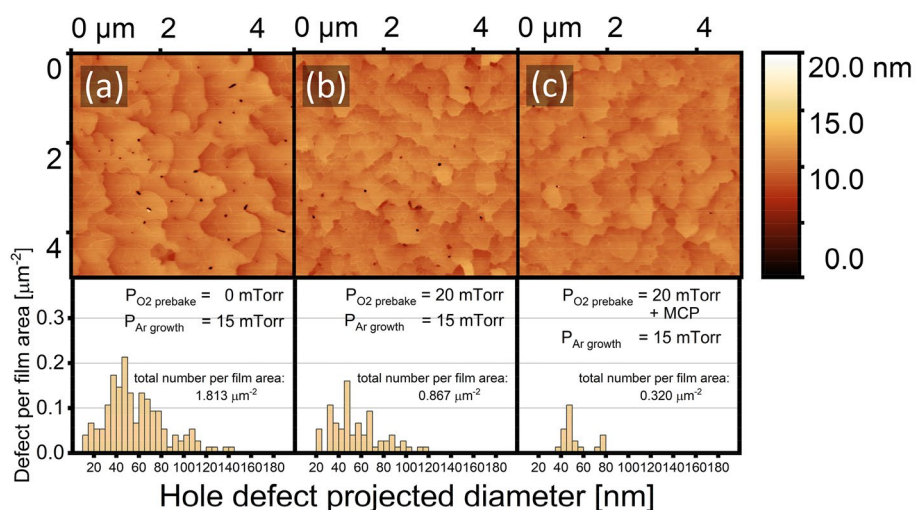 0 µm 2 4 0 µm 2 4 0 µm 2 4
(a) (b) (c)
0
2
4
20.0 nm
15.0
10.0
0.0
Defect per film area [µm-2]
0.3
0.2
0.1
0.0
PO2 prebake = 0 mTorr
PAr growth = 15 mTorr
total number per film area:
1.813 µm-2
PO2 prebake = 20 mTorr
PAr growth = 15 mTorr
total number per film area:
0.867 µm-2
PO2 prebake = 20 mTorr
+ MCP
PAr growth = 15 mTorr
total number per film area:
0.320 µm-2
20 40 60 80 100 120 140 160 180 20 40 60 80 100 120 140 160 180 20 40 60 80 100 120 140 160 180
Hole defect projected diameter [nm]